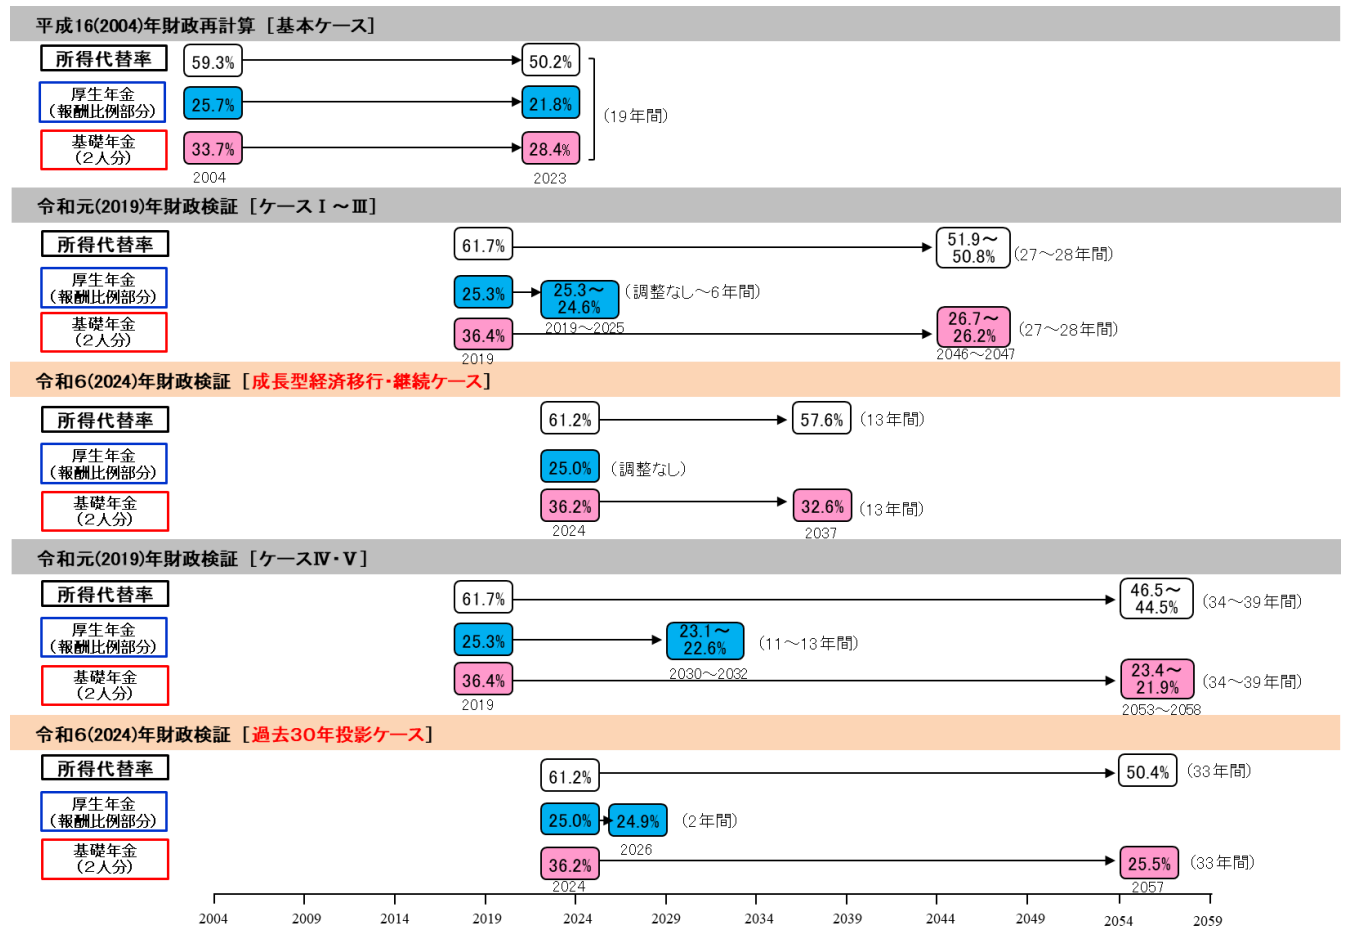 平成16(2004)年財政再計算 [基本ケース]
所得代替率
59.3%
50.2%
厚生年金
(報酬比例部分)
25.7%
21.8%
(19年間)
基礎年金
(2人分)
33.7%
28.4%
2004
2023
令和元(2019)年財政検証 [ケースⅠ～Ⅲ]
所得代替率
61.7%
51.9～
50.8%
(27～28年間)
厚生年金
(報酬比例部分)
25.3%
25.3～
24.6%
(調整なし～6年間)
2019～2025
基礎年金
(2人分)
36.4%
26.7～
26.2%
(27～28年間)
2019
2046～2047
令和6(2024)年財政検証 [成長型経済移行・継続ケース]
所得代替率
61.2%
57.6%
(13年間)
厚生年金
(報酬比例部分)
25.0%
(調整なし)
基礎年金
(2人分)
36.2%
32.6%
(13年間)
2024
2037
令和元(2019)年財政検証 [ケースⅣ・Ⅴ]
所得代替率
61.7%
46.5～
44.5%
(34～39年間)
厚生年金
(報酬比例部分)
25.3%
23.1～
22.6%
(11～13年間)
2030～2032
基礎年金
(2人分)
36.4%
23.4～
21.9%
(34～39年間)
2019
2053～2058
令和6(2024)年財政検証 [過去30年投影ケース]
所得代替率
61.2%
50.4%
(33年間)
厚生年金
(報酬比例部分)
25.0%
24.9%
(2年間)
2026
基礎年金
(2人分)
36.2%
25.5%
(33年間)
2024
2057
2004 2009 2014 2019 2024 2029 2034 2039 2044 2049 2054 2059